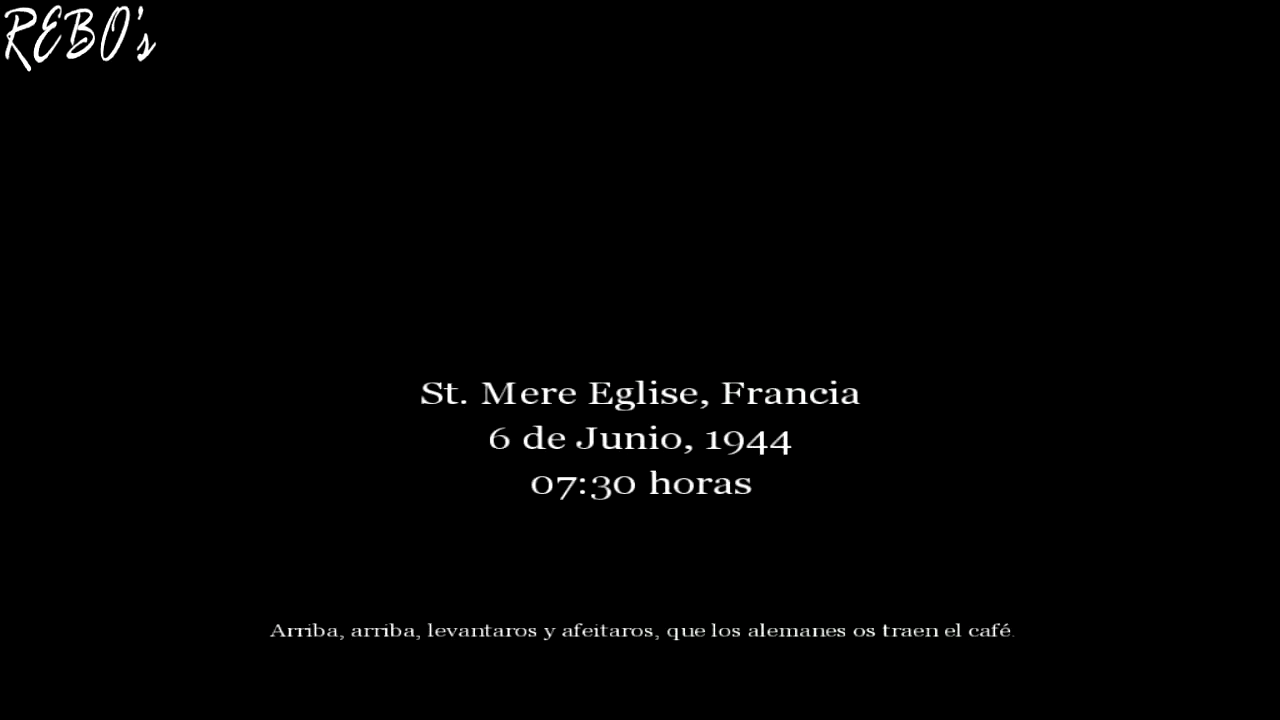 REBO's
St. Mere Eglise, Francia
6 de Junio, 1944
07:30 horas
Arriba, arriba, levantaros y afeitaros, que los alemanes os traen el café.